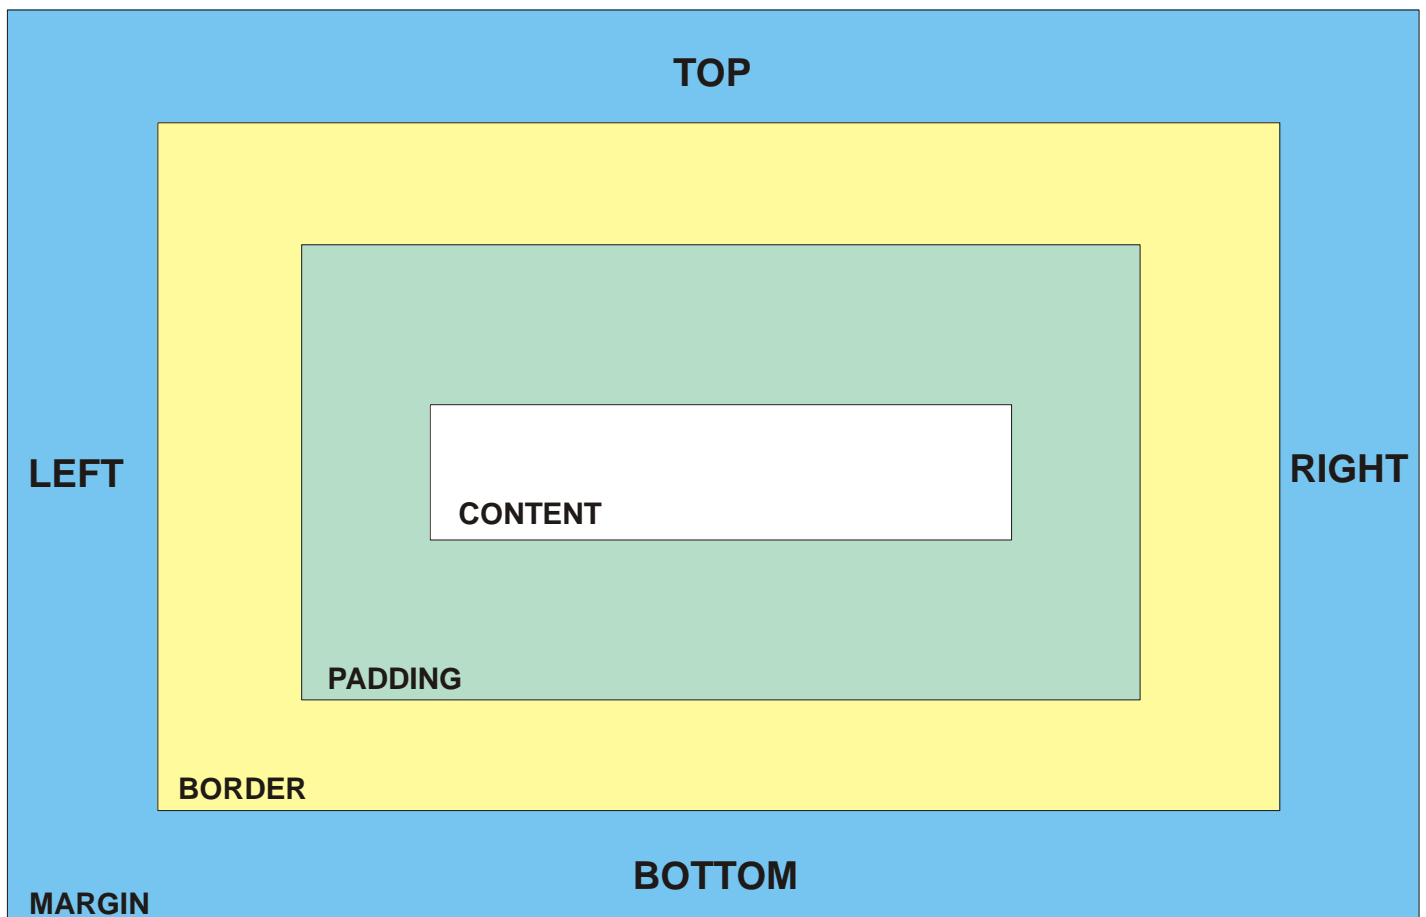 TOP
LEFT
RIGHT
CONTENT
PADDING
BORDER
BOTTOM
MARGIN